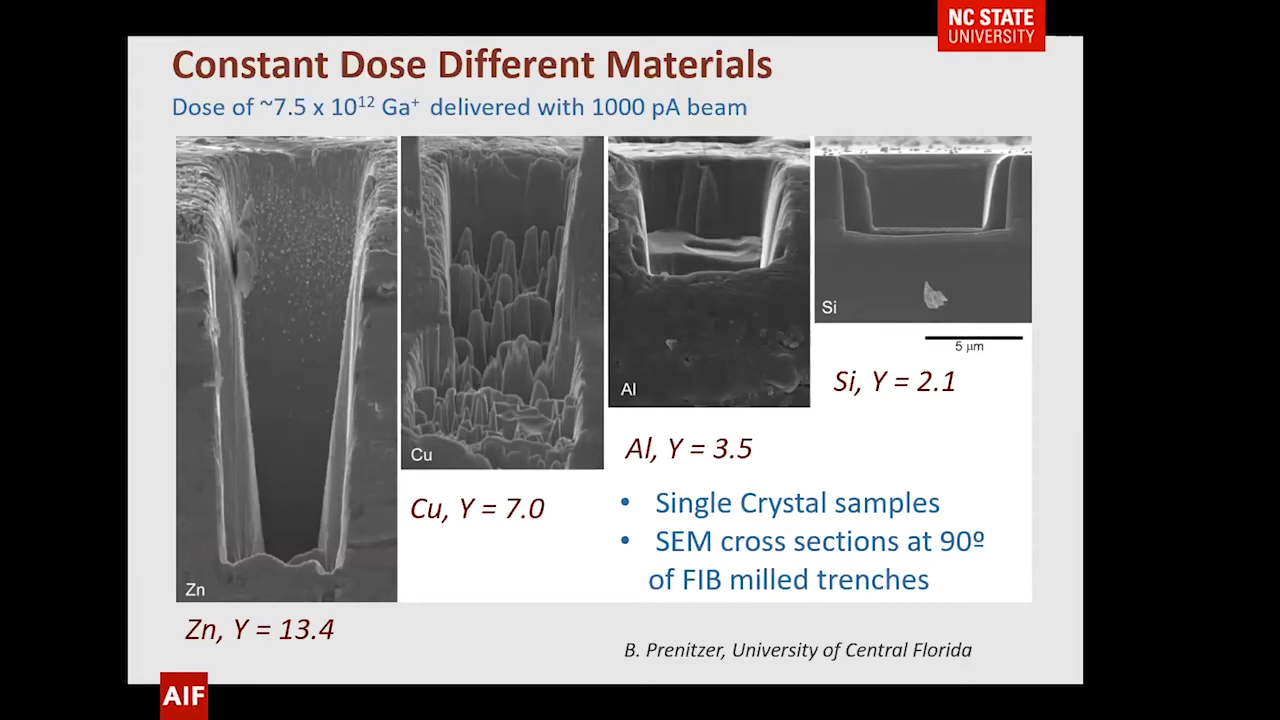 NC STATE
UNIVERSITY
Constant Dose Different Materials
Dose of ~7.5 x 10¹² Ga⁺ delivered with 1000 pA beam
Zn
Zn, Y = 13.4
Cu
Cu, Y = 7.0
Al
Al, Y = 3.5
Si
5 μm
Si, Y = 2.1
• Single Crystal samples
• SEM cross sections at 90º
of FIB milled trenches
B. Prenitzer, University of Central Florida
AIF